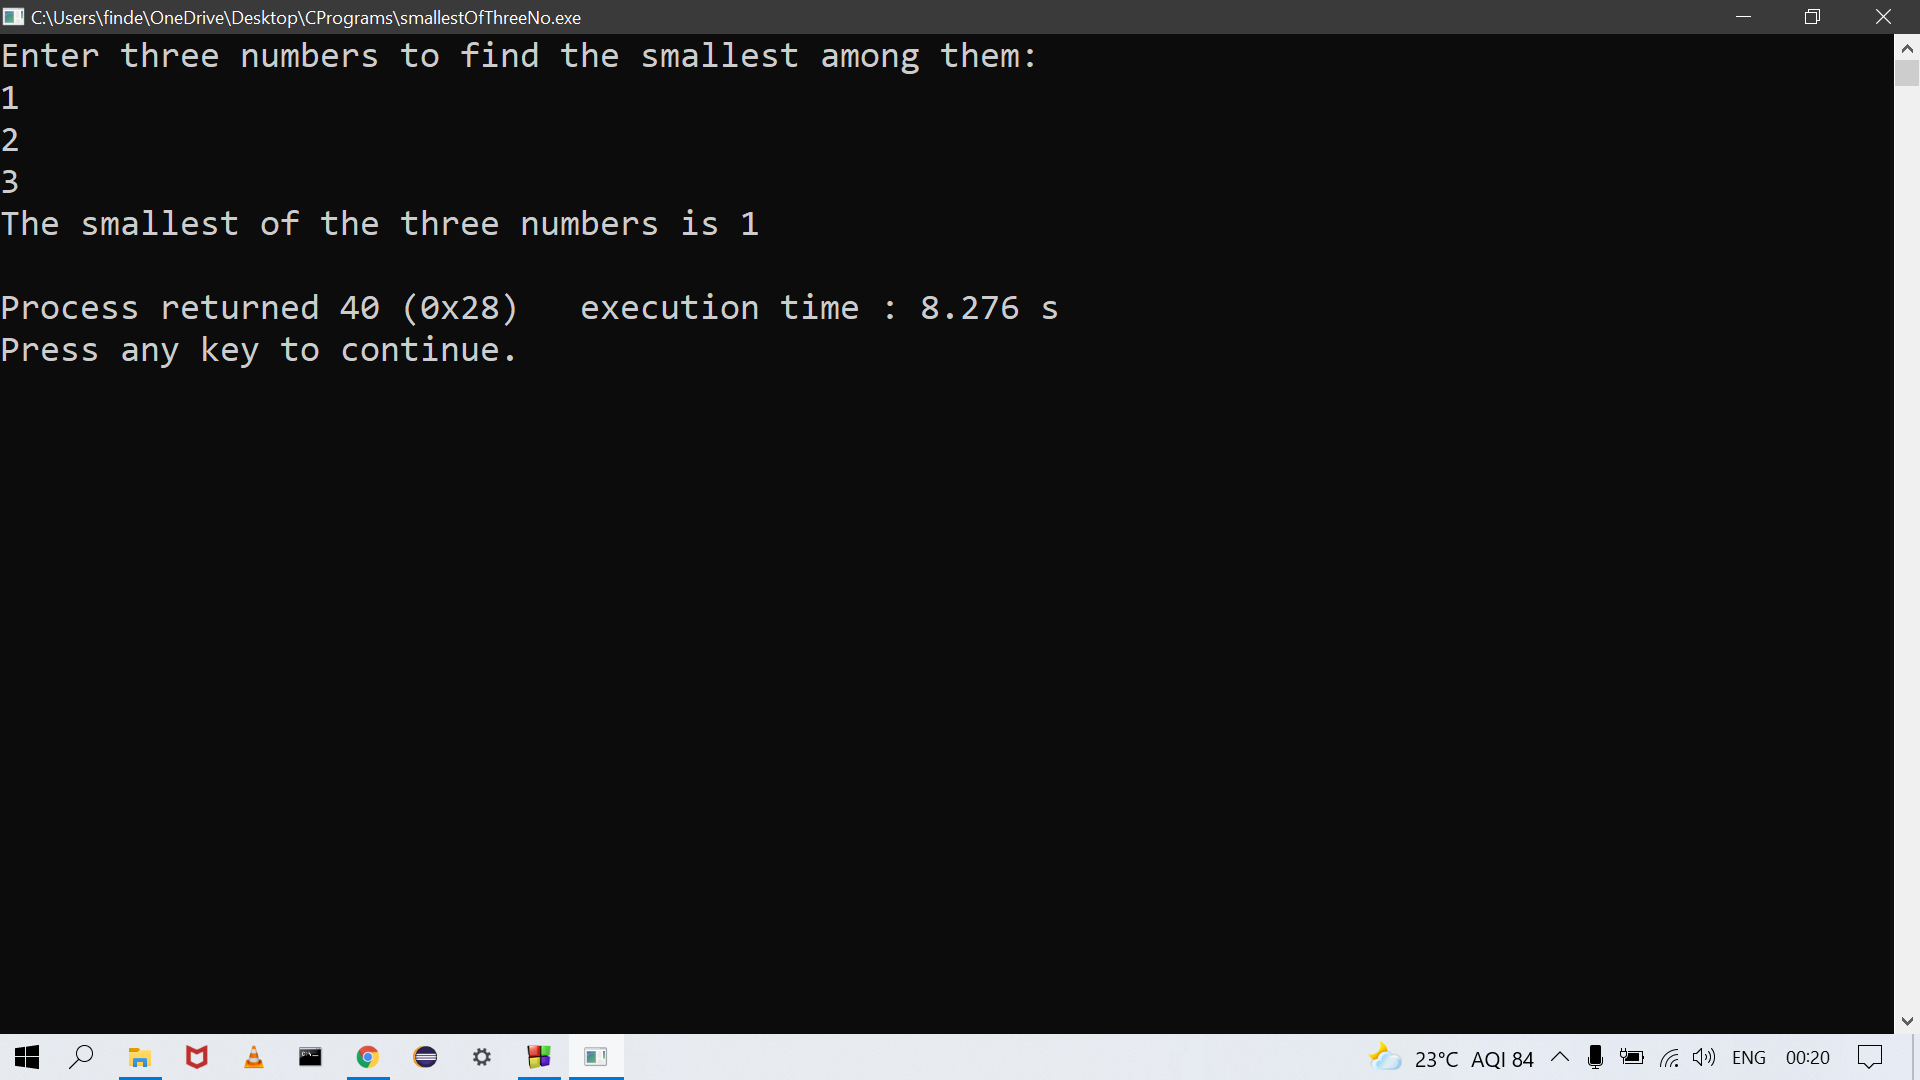 C:\Users\finde\OneDrive\Desktop\CPrograms\smallestOfThreeNo.exe
Enter three numbers to find the smallest among them:
1
2
3
The smallest of the three numbers is 1
Process returned 40 (0x28)   execution time : 8.276 s
Press any key to continue.
23°C AQI 84 ENG 00:20